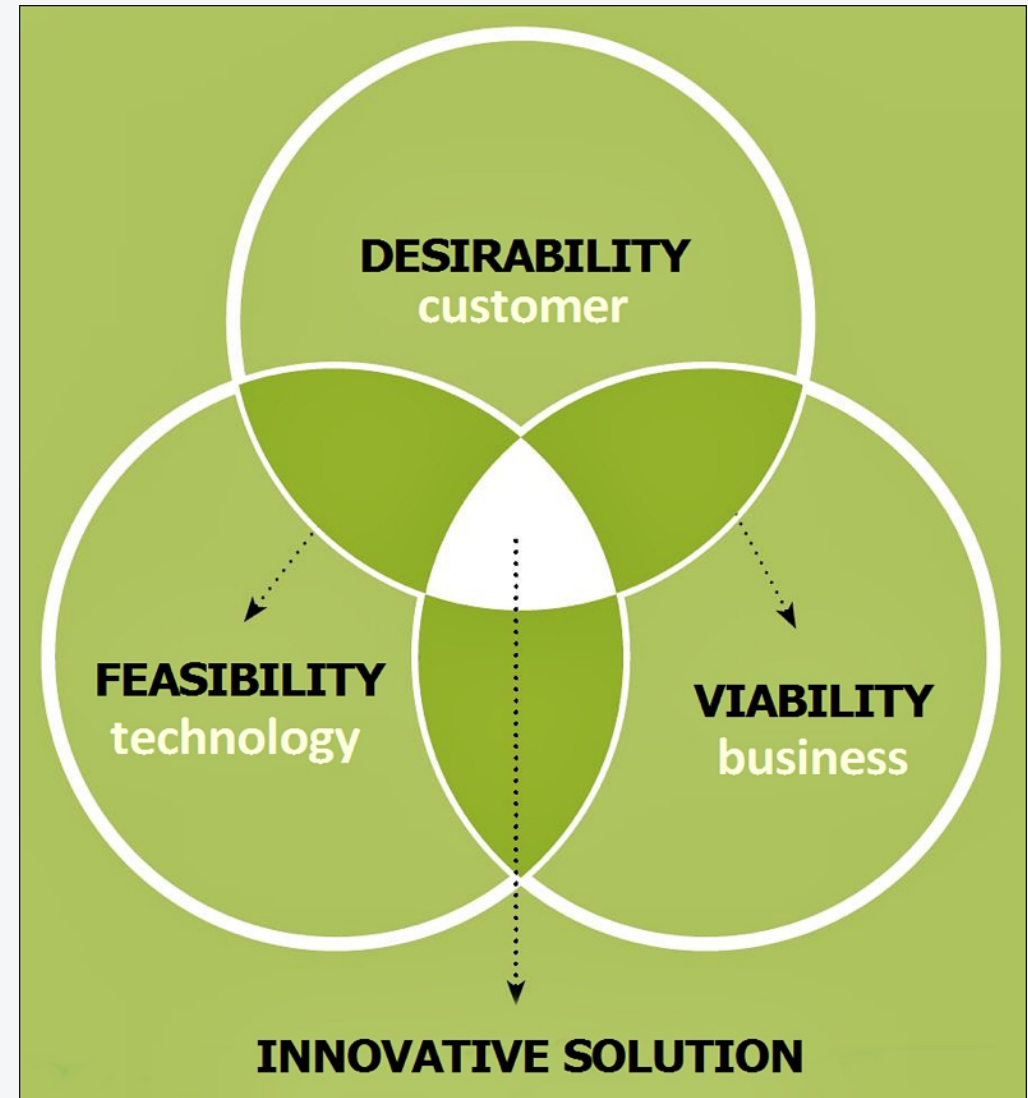 DESIRABILITY
customer
FEASIBILITY
technology
VIABILITY
business
INNOVATIVE SOLUTION